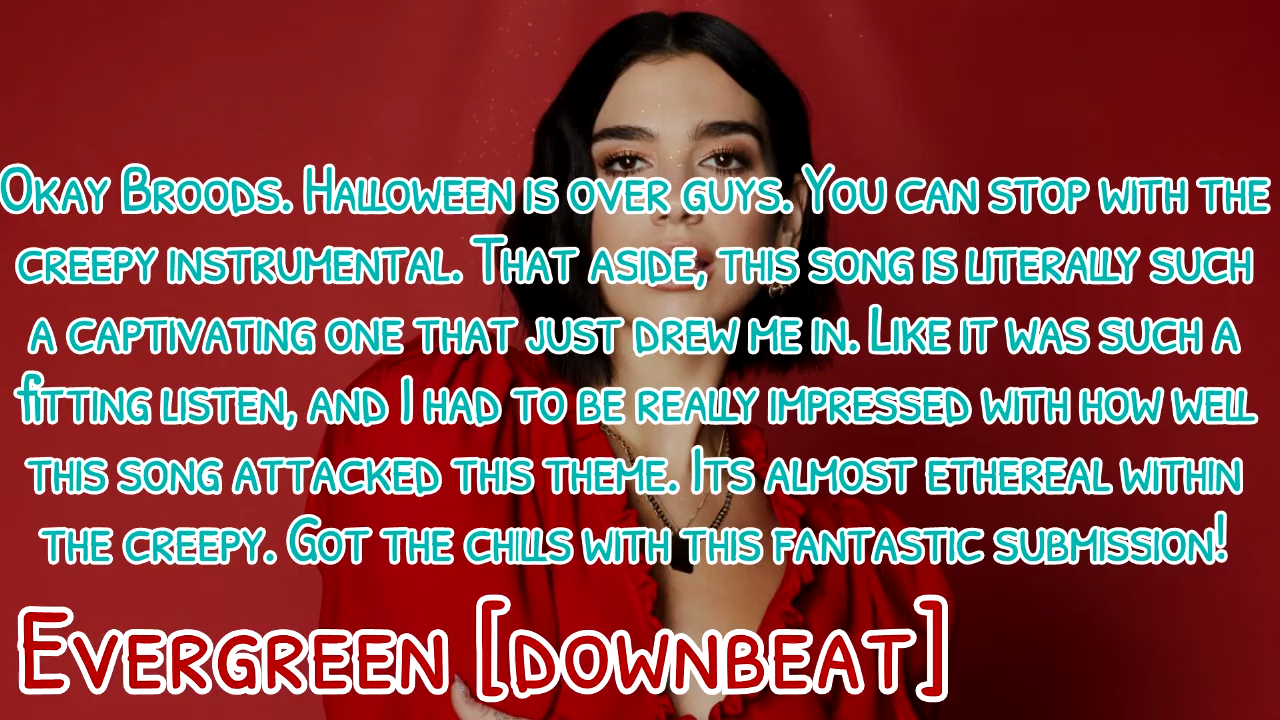 Okay Broods. Halloween is over guys. You can stop with the
creepy instrumental. That aside, this song is literally such
a captivating one that just drew me in. Like it was such a
fitting listen, and I had to be really impressed with how well
this song attacked this theme. Its almost ethereal within
the creepy. Got the chills with this fantastic submission!
Evergreen [downbeat]